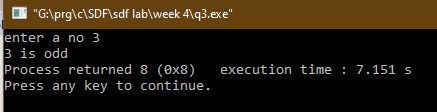 "G:\prg\c\SDF\sdf lab\week 4\q3.exe"
enter a no 3
3 is odd
Process returned 8 (0x8)   execution time : 7.151 s
Press any key to continue.